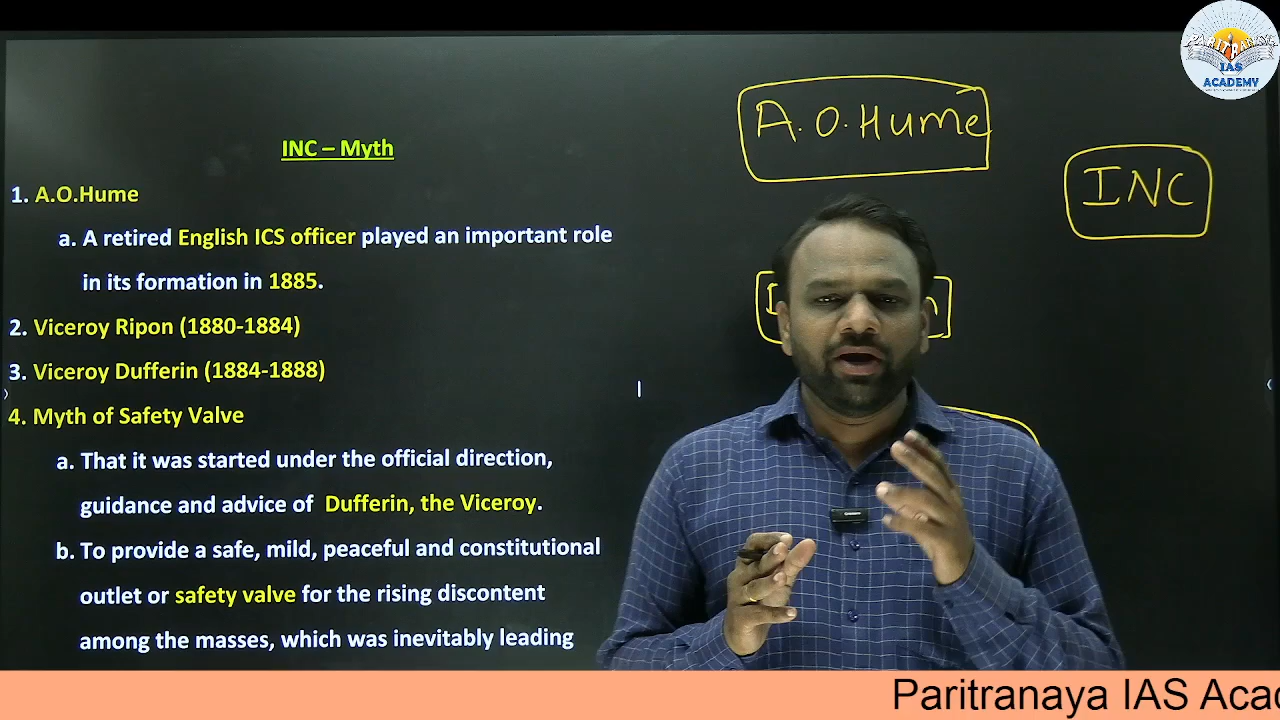 INC – Myth
1. A.O.Hume
a. A retired English ICS officer played an important role
in its formation in 1885.
2. Viceroy Ripon (1880-1884)
3. Viceroy Dufferin (1884-1888)
4. Myth of Safety Valve
a. That it was started under the official direction,
guidance and advice of Dufferin, the Viceroy.
b. To provide a safe, mild, peaceful and constitutional
outlet or safety valve for the rising discontent
among the masses, which was inevitably leading
A.O.Hume
INC
PARITRANAYA
IAS
ACADEMY
Paritranaya IAS Acad